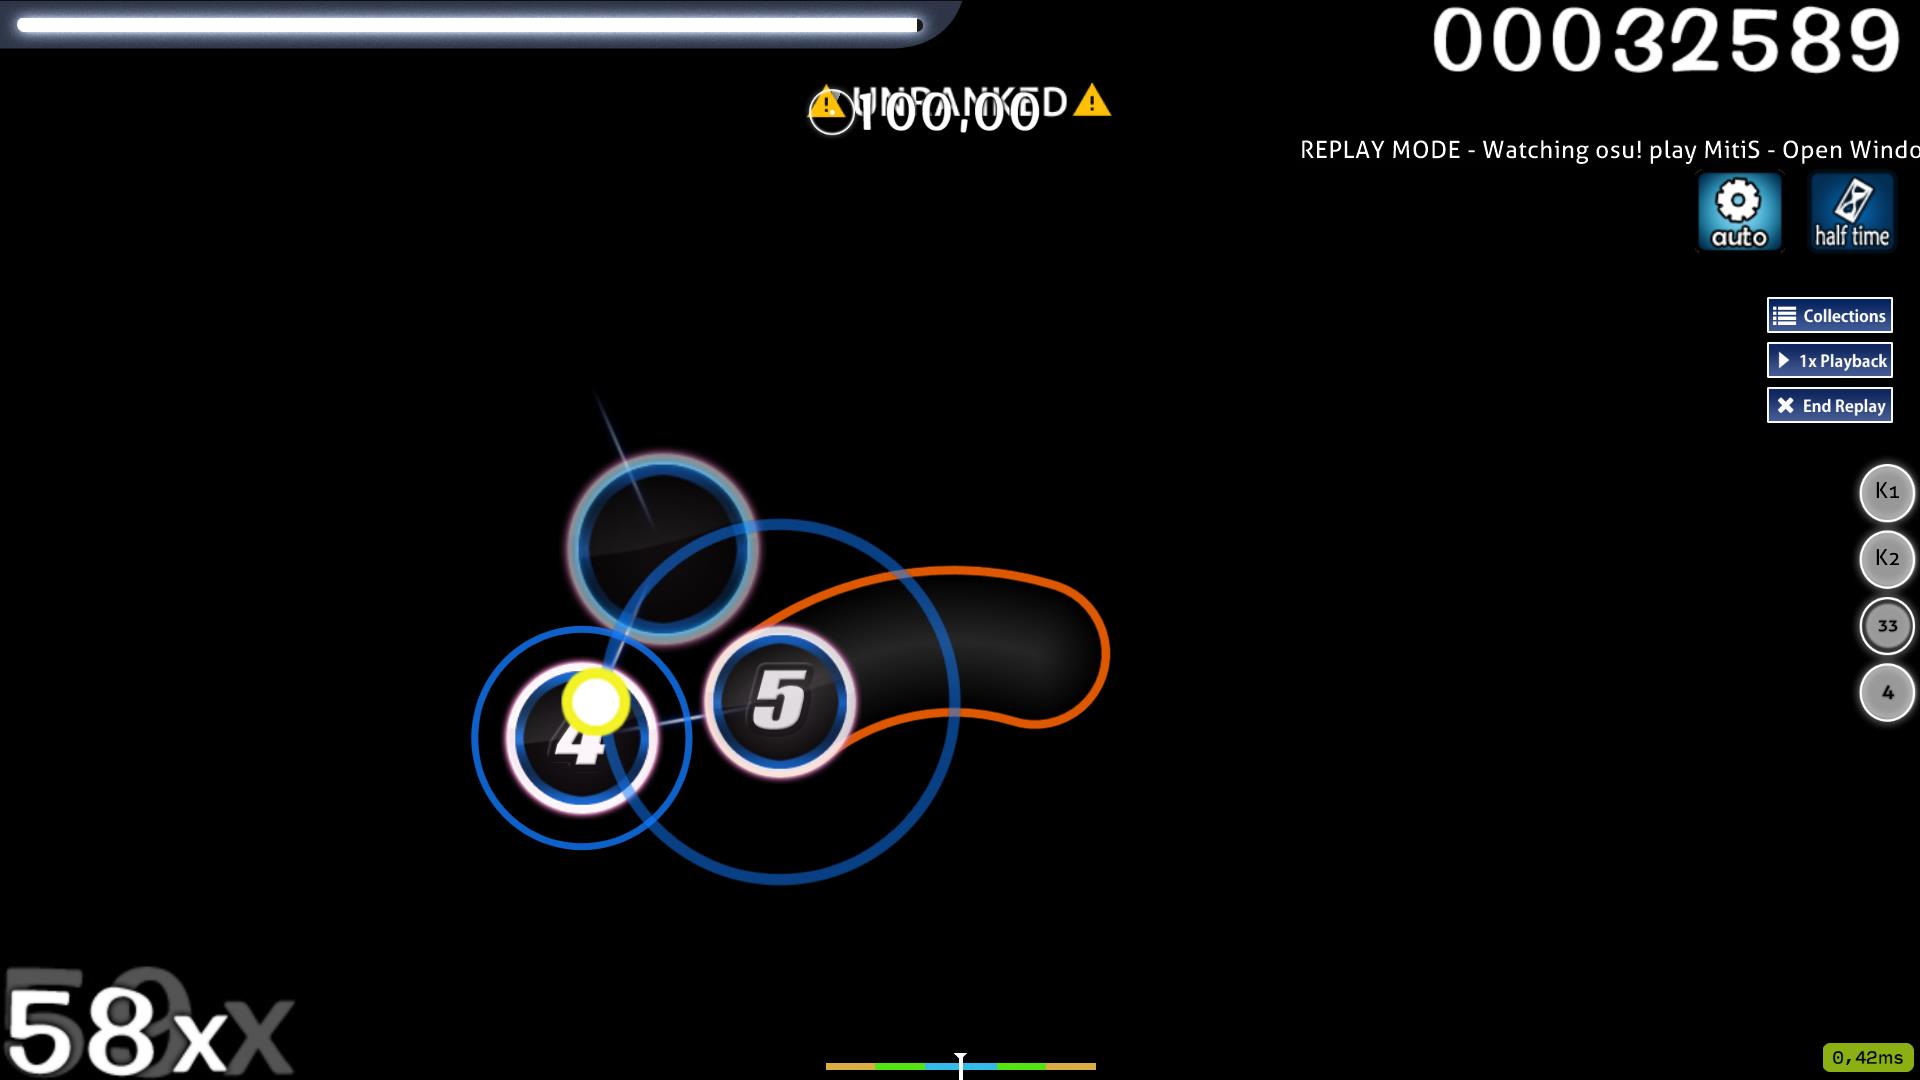 00032589
UNRANKED
100,00
REPLAY MODE - Watching osu! play MitiS - Open Windo
auto
half time
Collections
1x Playback
End Replay
K1
K2
33
4
5
4
58x
0,42ms